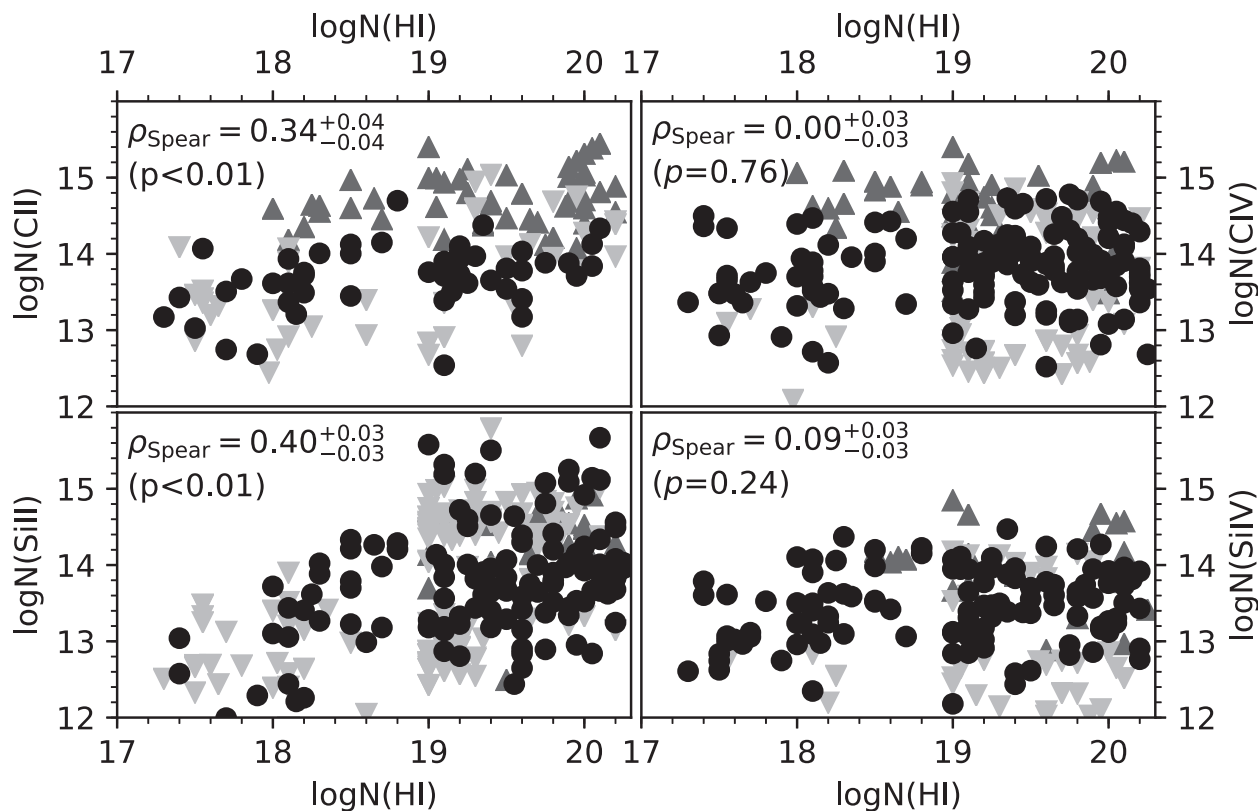 logN(HI) logN(HI)
17 18 19 20 17 18 19 20
ρSpear = 0.34 +0.04 −0.04
(p<0.01)
ρSpear = 0.00 +0.03 −0.03
(p=0.76)
logN(CII)
15
14
13
12
logN(CIV)
15
14
13
12
ρSpear = 0.40 +0.03 −0.03
(p<0.01)
ρSpear = 0.09 +0.03 −0.03
(p=0.24)
logN(SiII)
15
14
13
12
logN(SiIV)
15
14
13
12
17 18 19 20 17 18 19 20
logN(HI) logN(HI)